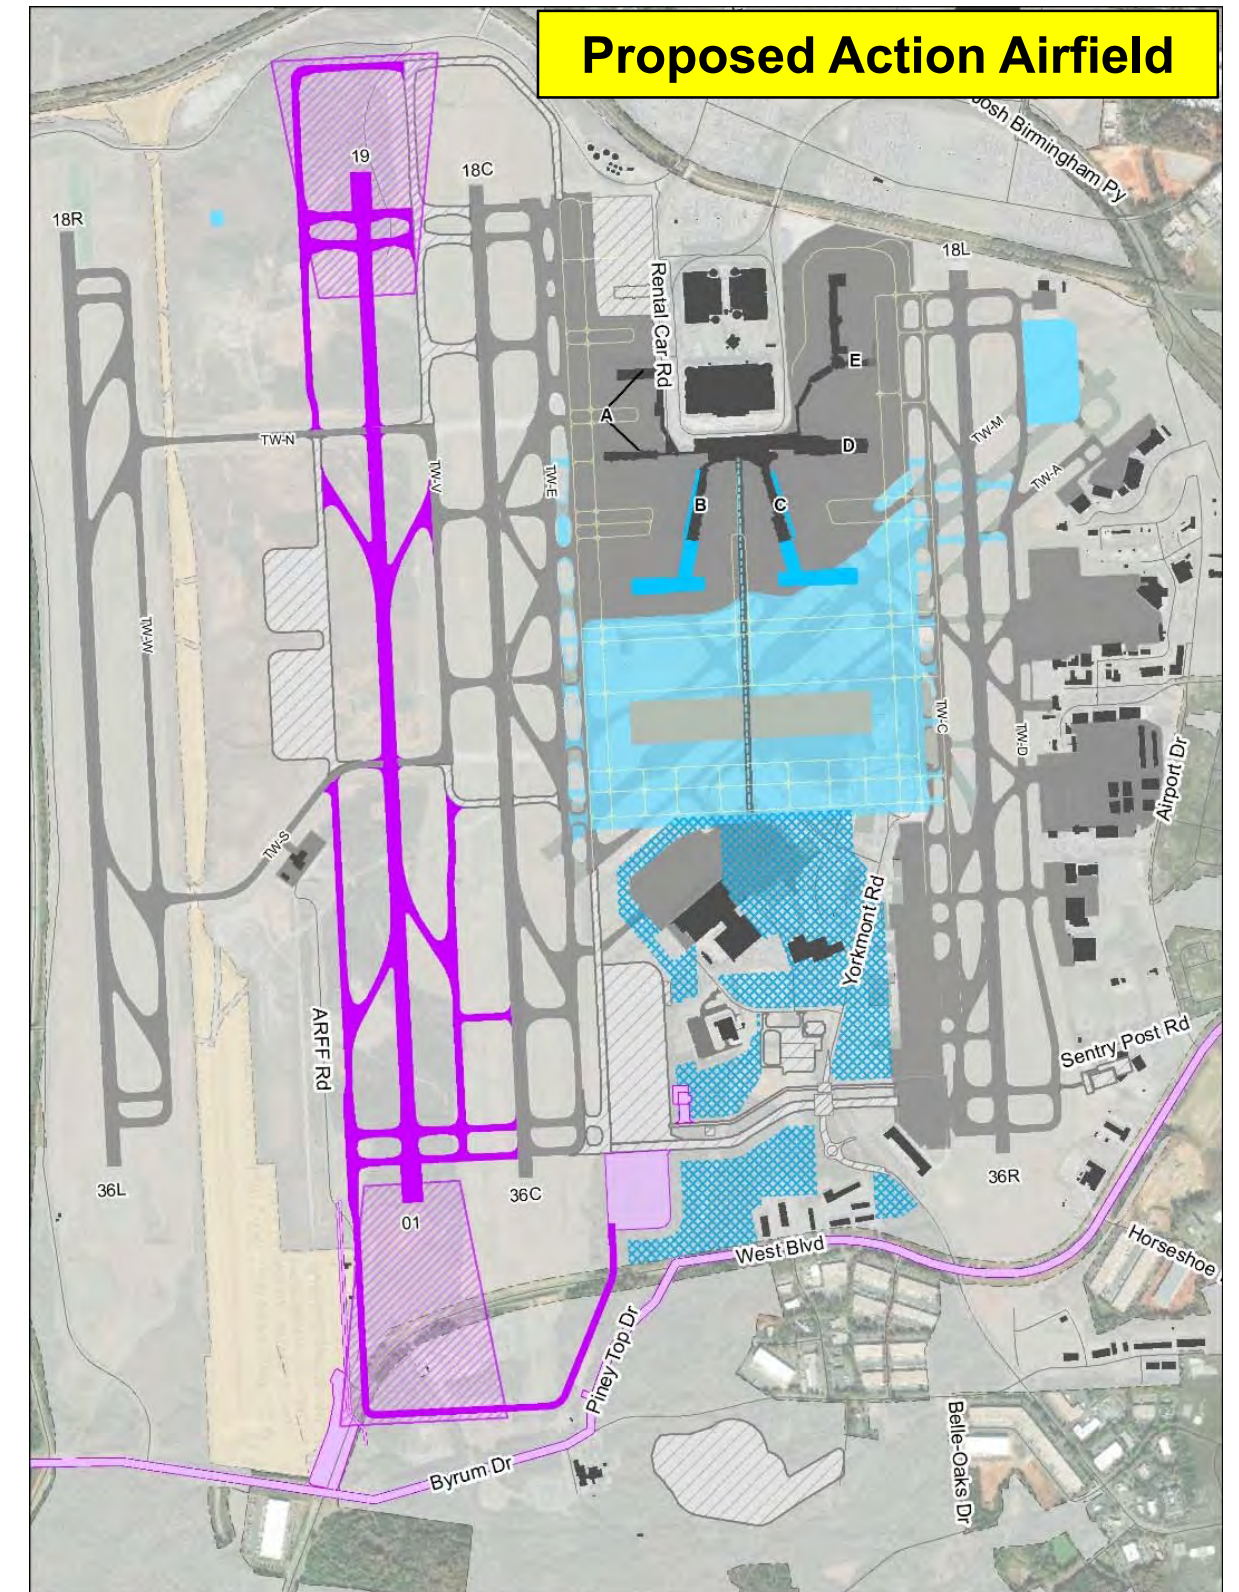 Proposed Action Airfield
Josh Birmingham Py
19
18C
18R
18L
Rental Car Rd
E
A
TW-M
TW-N
D
TW-V
TW-E
TW-A
B
C
TW-W
TW-C
TW-D
Airport Dr
TW-S
Yorkmont Rd
ARFF Rd
Sentry Post Rd
36L
36C
36R
01
West Blvd
Horseshoe
Piney Top Dr
Byrum Dr
Belle-Oaks Dr